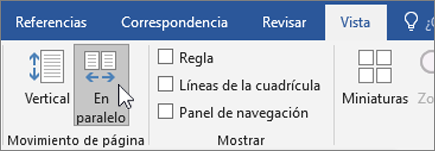 Referencias Correspondencia Revisar Vista
Regla
Líneas de la cuadrícula
Vertical En Panel de navegación Miniaturas
paralelo
Movimiento de página Mostrar